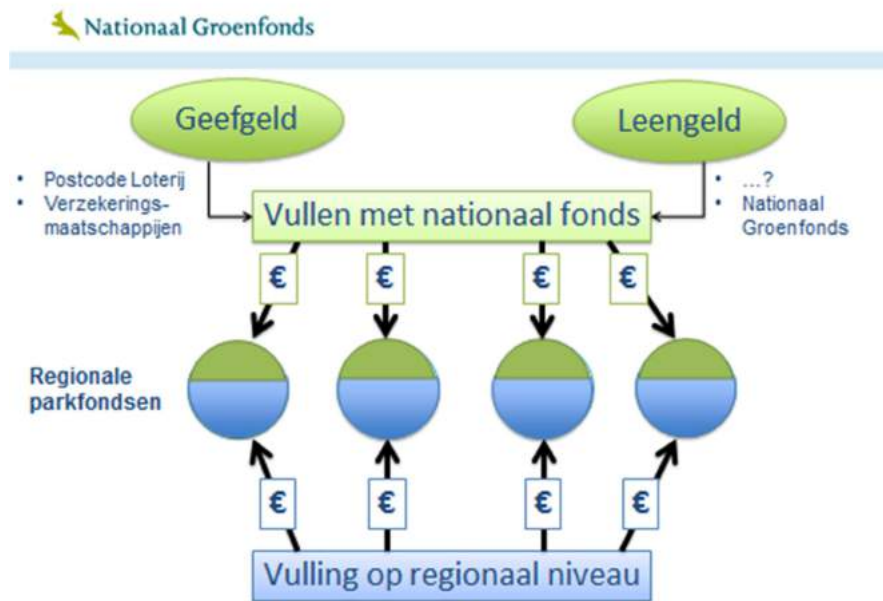 Nationaal Groenfonds
Geefgeld
Leengeld
• Postcode Loterij
• Verzekerings-
maatschappijen
• ...?
• Nationaal
Groenfonds
Vullen met nationaal fonds
€ € € €
Regionale
parkfondsen
€ € € €
Vulling op regionaal niveau